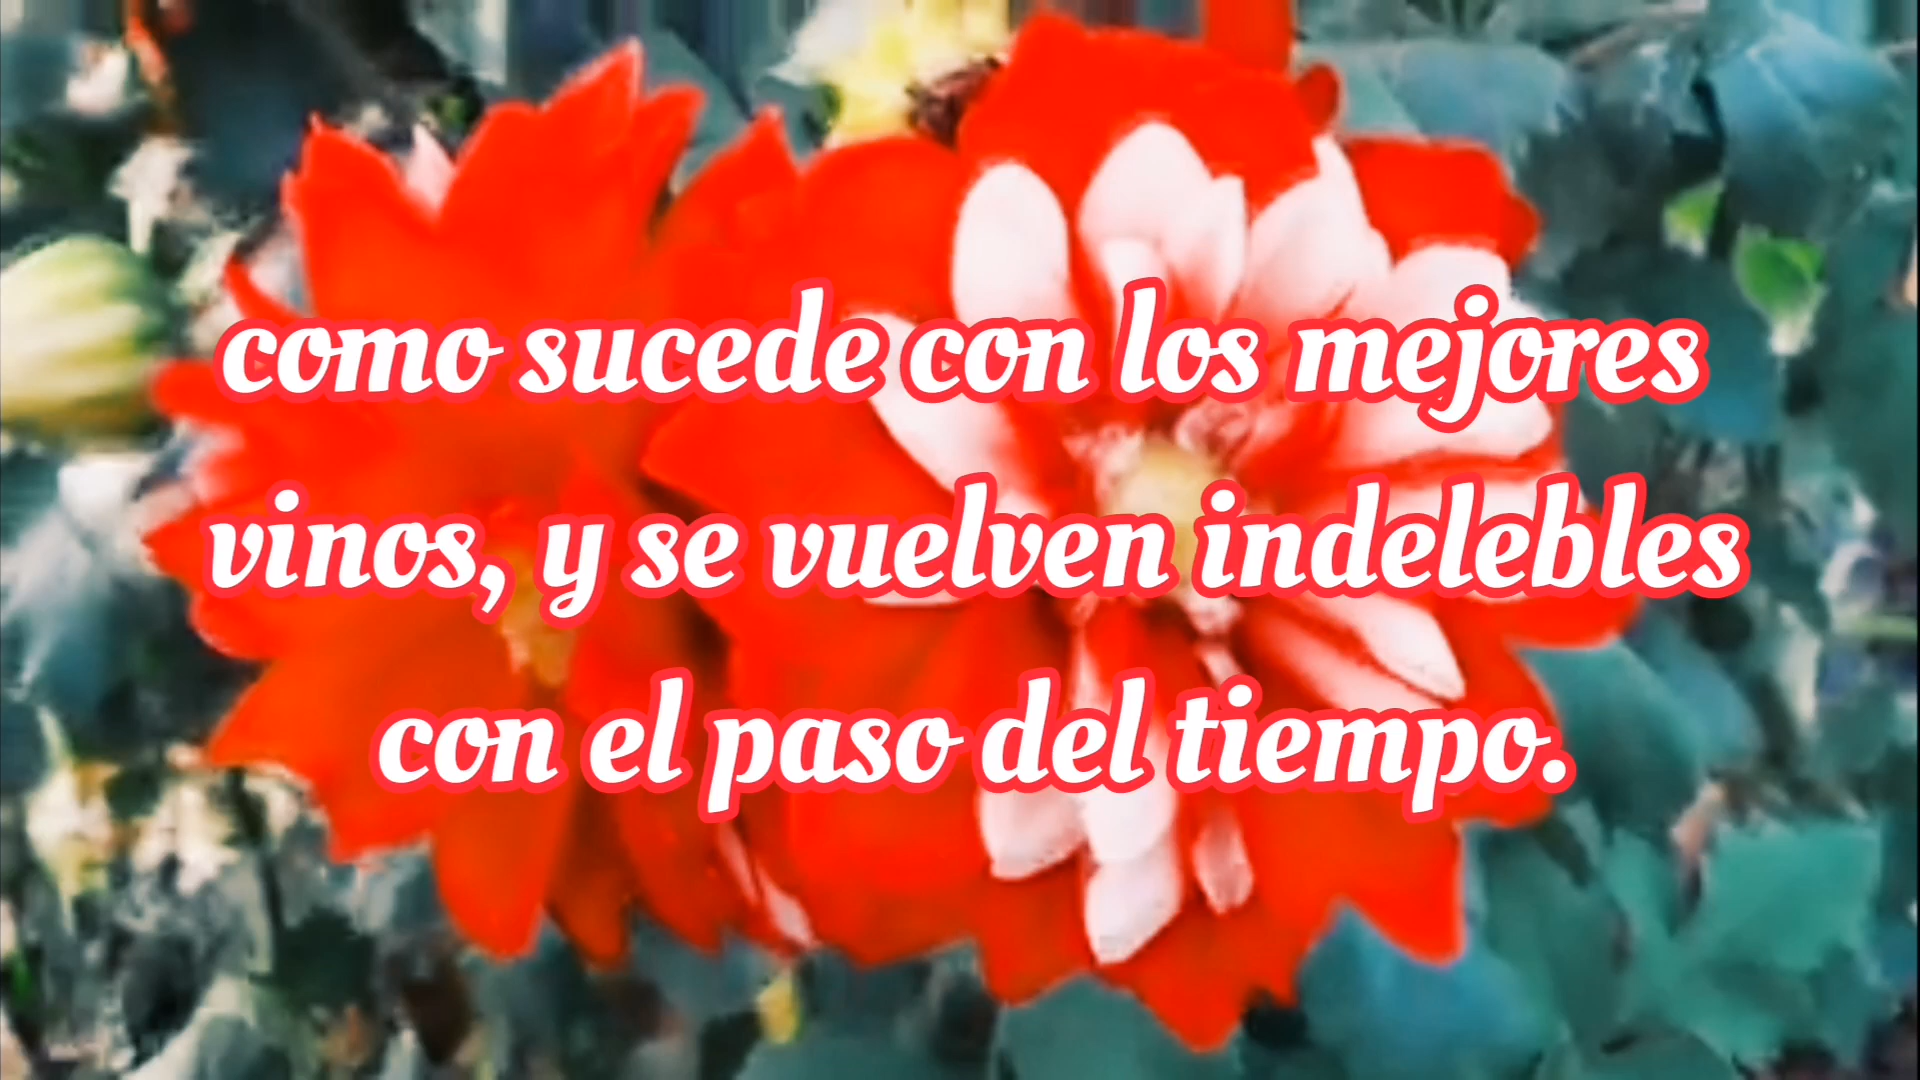 como sucede con los mejores
vinos, y se vuelven indelebles
con el paso del tiempo.